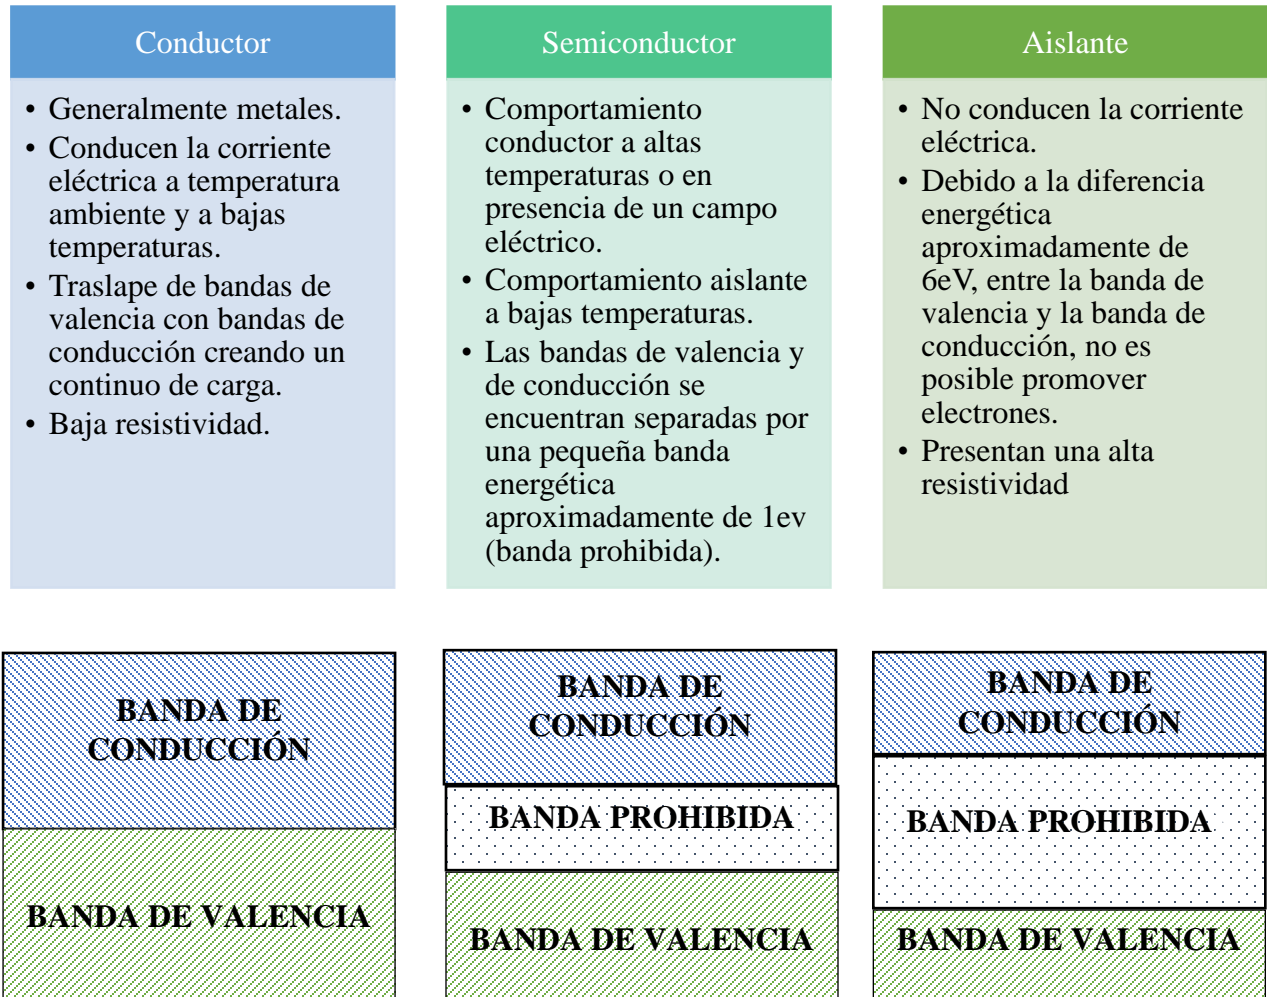 Conductor
• Generalmente metales.
• Conducen la corriente
eléctrica a temperatura
ambiente y a bajas
temperaturas.
• Traslape de bandas de
valencia con bandas de
conducción creando un
continuo de carga.
• Baja resistividad.
Semiconductor
• Comportamiento
conductor a altas
temperaturas o en
presencia de un campo
eléctrico.
• Comportamiento aislante
a bajas temperaturas.
• Las bandas de valencia y
de conducción se
encuentran separadas por
una pequeña banda
energética
aproximadamente de 1ev
(banda prohibida).
Aislante
• No conducen la corriente
eléctrica.
• Debido a la diferencia
energética
aproximadamente de
6eV, entre la banda de
valencia y la banda de
conducción, no es
posible promover
electrones.
• Presentan una alta
resistividad
BANDA DE
CONDUCCIÓN
BANDA DE VALENCIA
BANDA DE
CONDUCCIÓN
BANDA PROHIBIDA
BANDA DE VALENCIA
BANDA DE
CONDUCCIÓN
BANDA PROHIBIDA
BANDA DE VALENCIA